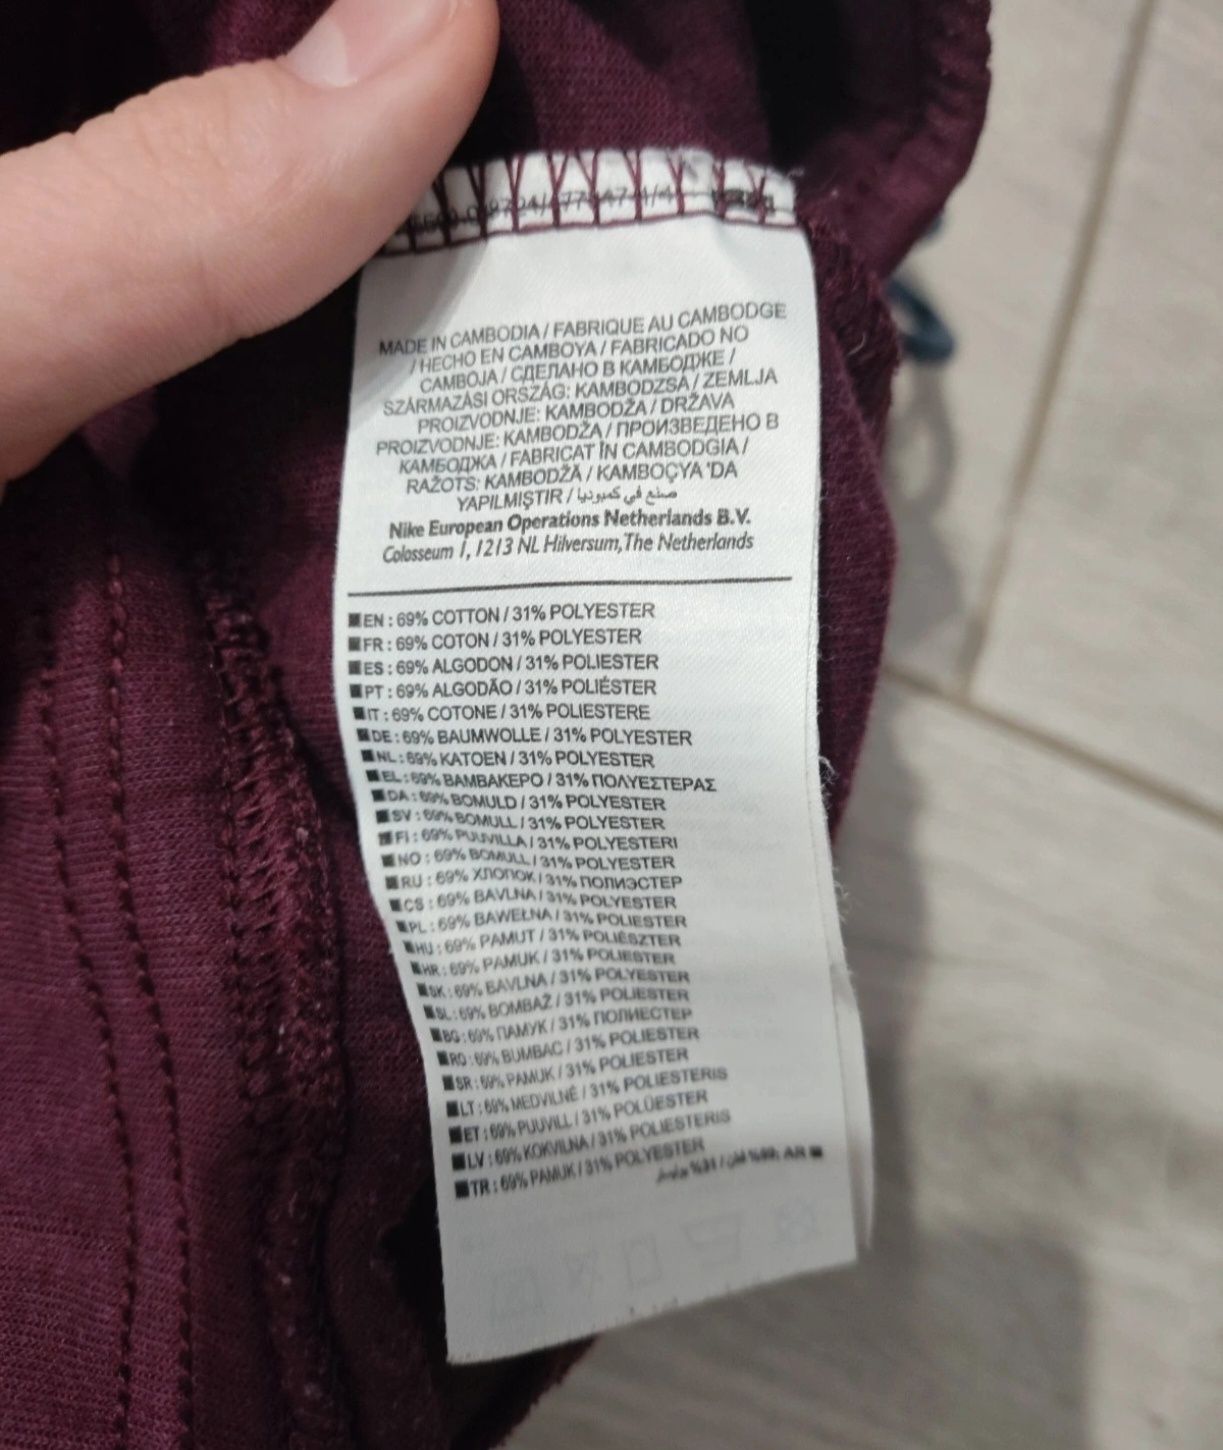 MADE IN CAMBODIA / FABRIQUE AU CAMBODGE
/ HECHO EN CAMBOYA / FABRICADO NO
CAMBOJA / СДЕЛАНО В КАМБОДЖЕ /
SZÁRMAZÁSI ORSZÁG: KAMBODZSA / ZEMLJA
PROIZVODNJE: KAMBODŽA / DRŽAVA
PROIZVODNJE: KAMBODŽA / ПРОИЗВЕДЕНО В
КАМБОДЖА / FABRICAT ÎN CAMBODGIA /
RAŽOTS: KAMBODŽĀ / KAMBOÇYA 'DA
YAPILMIŞTIR / صنع في كمبوديا
Nike European Operations Netherlands B.V.
Colosseum 1, 1213 NL Hilversum, The Netherlands
EN : 69% COTTON / 31% POLYESTER
FR : 69% COTON / 31% POLYESTER
ES : 69% ALGODON / 31% POLIESTER
PT : 69% ALGODÃO / 31% POLIÉSTER
IT : 69% COTONE / 31% POLIESTERE
DE : 69% BAUMWOLLE / 31% POLYESTER
NL : 69% KATOEN / 31% POLYESTER
EL : 69% ΒΑΜΒΑΚΕΡΟ / 31% ΠΟΛΥΕΣΤΕΡΑΣ
DA : 69% BOMULD / 31% POLYESTER
SV : 69% BOMULL / 31% POLYESTER
FI : 69% PUUVILLA / 31% POLYESTERI
NO : 69% BOMULL / 31% POLYESTER
RU : 69% ХЛОПОК / 31% ПОЛИЭСТЕР
CS : 69% BAVLNA / 31% POLYESTER
PL : 69% BAWEŁNA / 31% POLIESTER
HU : 69% PAMUT / 31% POLIÉSZTER
HR : 69% PAMUK / 31% POLIESTER
SK : 69% BAVLNA / 31% POLYESTER
SL : 69% BOMBAŽ / 31% POLIESTER
BG : 69% ПАМУК / 31% ПОЛИЕСТЕР
RO : 69% BUMBAC / 31% POLIESTER
SR : 69% PAMUK / 31% POLIESTER
LT : 69% MEDVILNĖ / 31% POLIESTERIS
ET : 69% PUUVILL / 31% POLÜESTER
LV : 69% KOKVILNA / 31% POLIESTERIS
TR : 69% PAMUK / 31% POLYESTER
AR :69% قطن / 31%